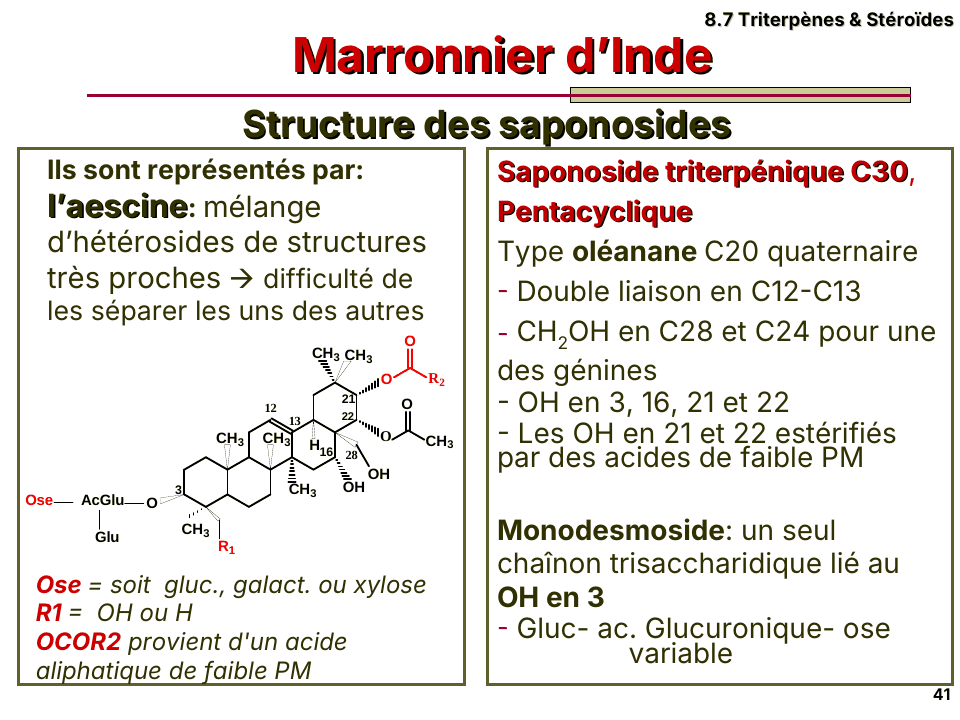 8.7 Triterpènes & Stéroïdes
Marronnier d’Inde
Structure des saponosides
Ils sont représentés par:
l’aescine: mélange
d’hétérosides de structures
très proches → difficulté de
les séparer les uns des autres
O
CH3 CH3
O
R2
21
O
12
22
13
O
CH3
CH3
CH3
H
16
28
OH
3
CH3
OH
Ose
AcGlu
O
CH3
Glu
R1
Ose = soit gluc., galact. ou xylose
R1 = OH ou H
OCOR2 provient d'un acide
aliphatique de faible PM
Saponoside triterpénique C30,
Pentacyclique
Type oléanane C20 quaternaire
- Double liaison en C12-C13
- CH2OH en C28 et C24 pour une
des génines
- OH en 3, 16, 21 et 22
- Les OH en 21 et 22 estérifiés
par des acides de faible PM
Monodesmoside: un seul
chaînon trisaccharidique lié au
OH en 3
- Gluc- ac. Glucuronique- ose
variable
41